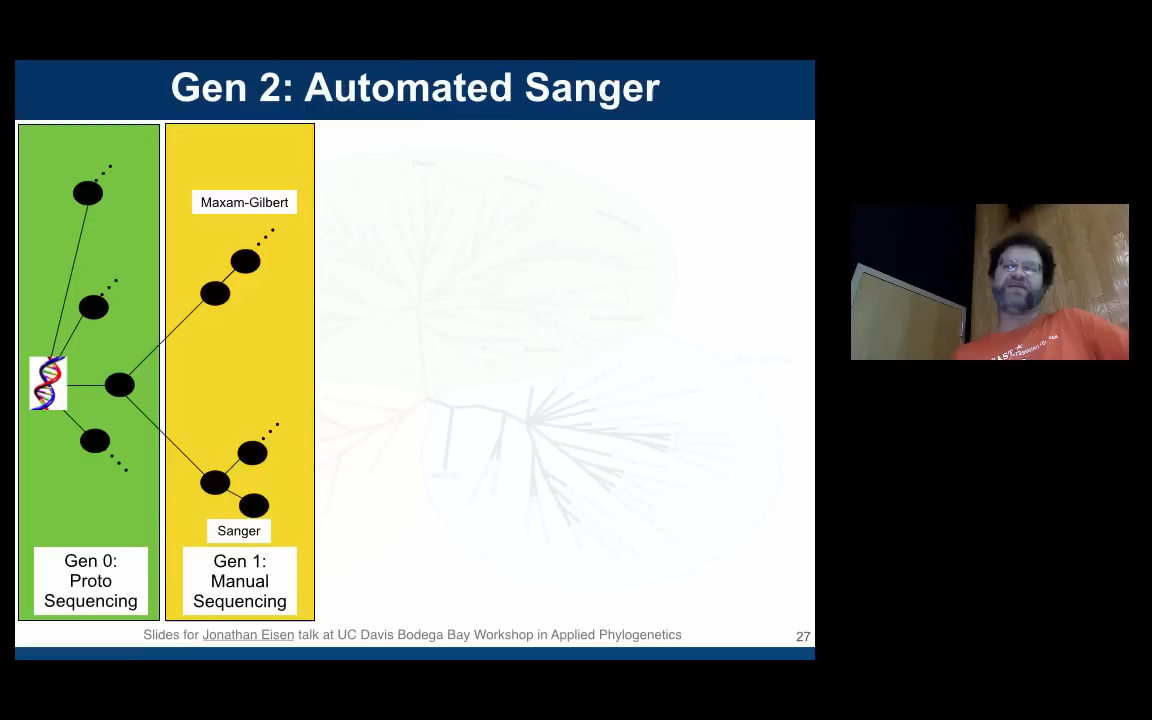 Gen 2: Automated Sanger
Maxam-Gilbert
Sanger
Gen 0:
Proto
Sequencing
Gen 1:
Manual
Sequencing
Slides for Jonathan Eisen talk at UC Davis Bodega Bay Workshop in Applied Phylogenetics
27